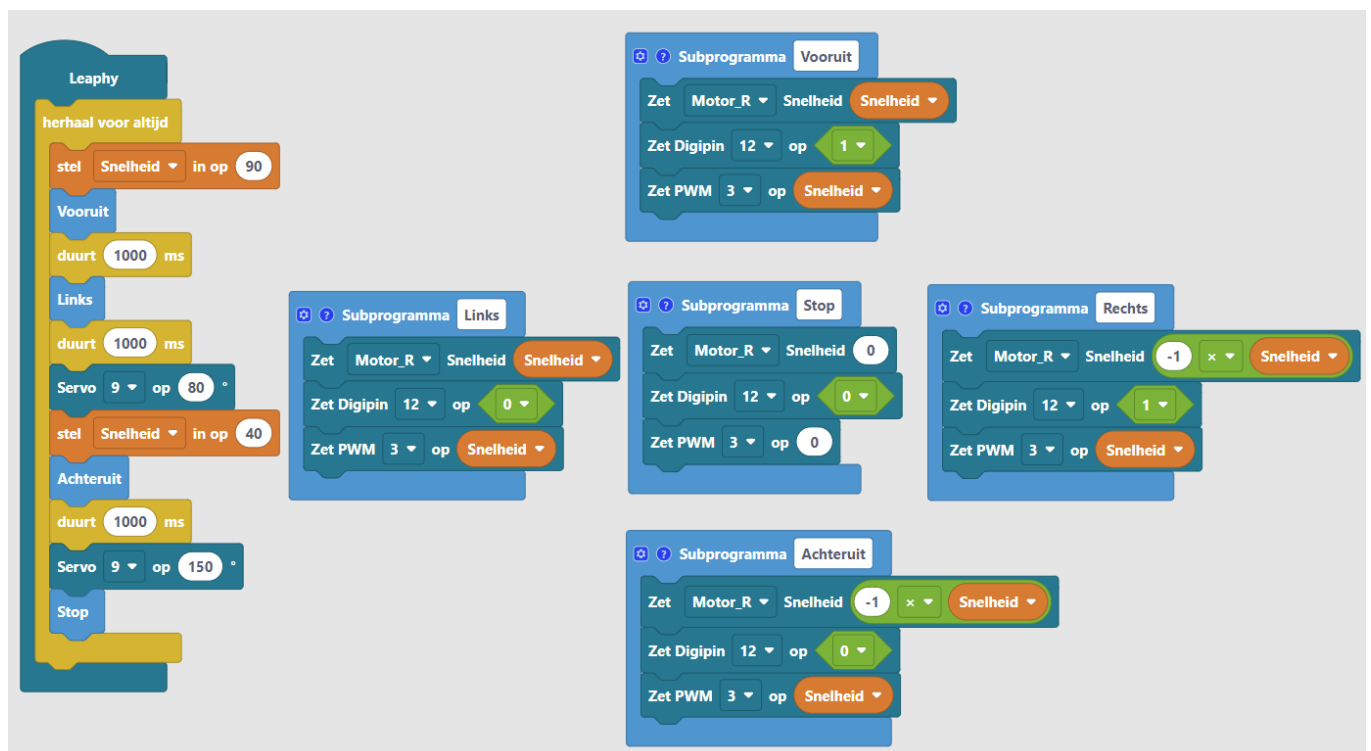 Leaphy
herhaal voor altijd
stel Snelheid in op 90
Vooruit
duurt 1000 ms
Links
duurt 1000 ms
Servo 9 op 80 °
stel Snelheid in op 40
Achteruit
duurt 1000 ms
Servo 9 op 150 °
Stop
? Subprogramma Vooruit
Zet Motor_R Snelheid Snelheid
Zet Digipin 12 op 1
Zet PWM 3 op Snelheid
? Subprogramma Links
Zet Motor_R Snelheid Snelheid
Zet Digipin 12 op 0
Zet PWM 3 op Snelheid
? Subprogramma Stop
Zet Motor_R Snelheid 0
Zet Digipin 12 op 0
Zet PWM 3 op 0
? Subprogramma Rechts
Zet Motor_R Snelheid -1 × Snelheid
Zet Digipin 12 op 1
Zet PWM 3 op Snelheid
? Subprogramma Achteruit
Zet Motor_R Snelheid -1 × Snelheid
Zet Digipin 12 op 0
Zet PWM 3 op Snelheid